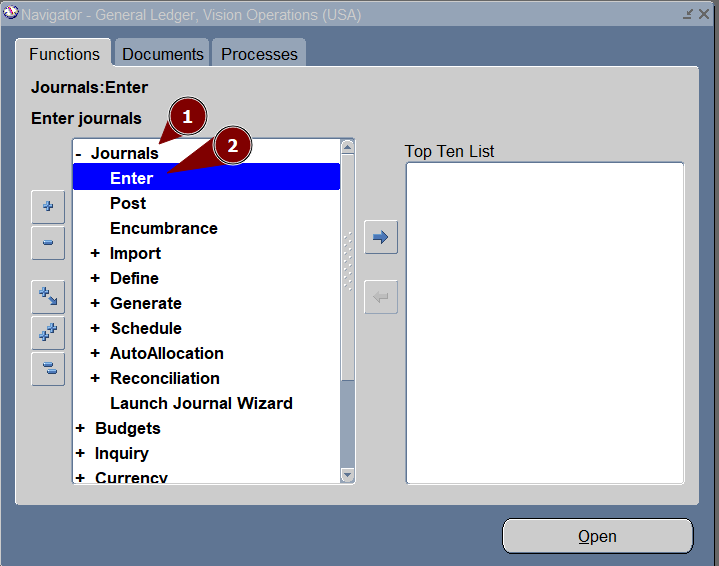 Navigator - General Ledger, Vision Operations (USA)
Functions
Documents
Processes
Journals:Enter
Enter journals
1
2
- Journals
Enter
Post
Encumbrance
+ Import
+ Define
+ Generate
+ Schedule
+ AutoAllocation
+ Reconciliation
Launch Journal Wizard
+ Budgets
+ Inquiry
+ Currency
Top Ten List
Open